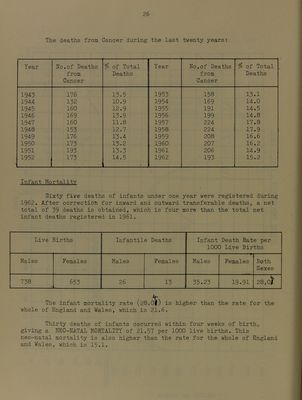 26
The deaths from Cancer during the last twenty years:
Year No.of Deaths from Cancer % of Total Deaths Year No.of Deaths from Cancer % of Total Deaths
1943 176 13.5 1953 158 13.1
1944 132 10.9 1954 169 14.0
1945 160 12.9 1955 191 14.5
1946 169 13.9 1956 199 14.8
1947 160 11.8 1957 224 17.8
1948 153 12.7 1958 224 17.9
1949 176 13.4 1959 208 16.6
1950 173 13.2 1960 207 16.2
1951 193 13.3 1961 206 14.9
1952 173 14.5 1962 193 15.2
Infant Mortality
Sixty five deaths of infants under one year were registered during
1962. After correction for inward and outward transferable deaths, a net
total of 39 deaths is obtained, which is four more than the total net
infant deaths registered in 1961.
Live Births Infantile Deaths Infant Death Rate per
1000 Live Births
Males Females Males Females Males Females Both
Sexes
738 653 26 13 35.23 19.91 28.0
The infant mortality rate (28.0) is higher than the rate for the
whole of England and Wales, which is 21.6.
Thirty deaths of infants occurred within four weeks of birth,
giving a NEO-NATAL MORTALITY of 21.57 per 1000 live births. This
neo-natal mortality is also higher than the rate for the whole of England
and Wales, which is 15.1.